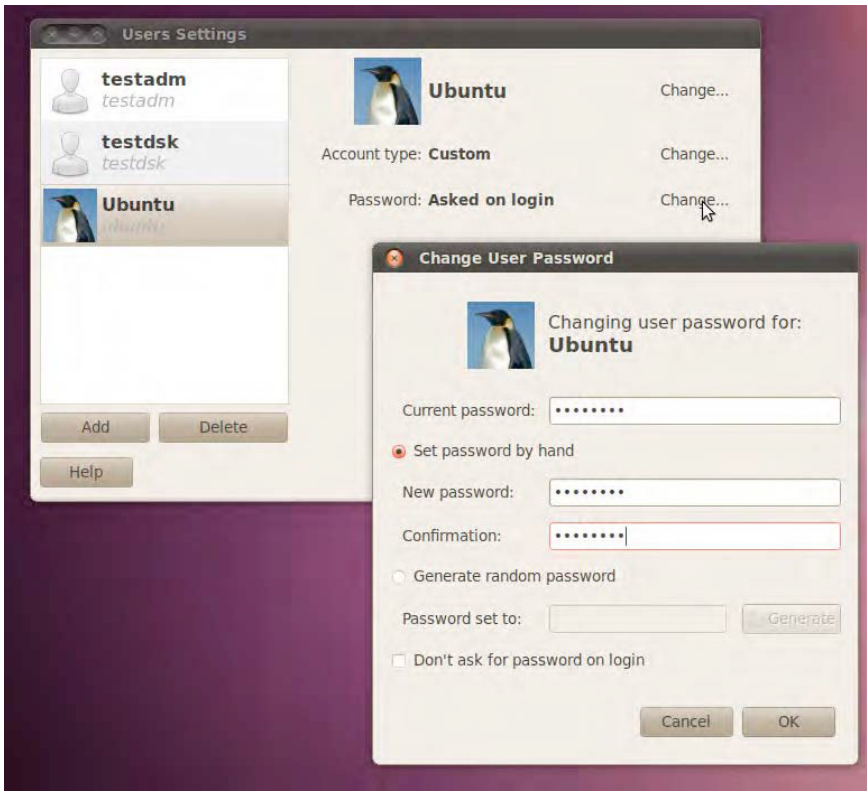 Users Settings
testadm
testadm
testdsk
testdsk
Ubuntu
ubuntu
Ubuntu Change...
Account type: Custom Change...
Password: Asked on login Change...
Add Delete
Help
Change User Password
Changing user password for:
Ubuntu
Current password: ••••••••
Set password by hand
New password: ••••••••
Confirmation: ••••••••
Generate random password
Password set to: Generate
Don't ask for password on login
Cancel OK